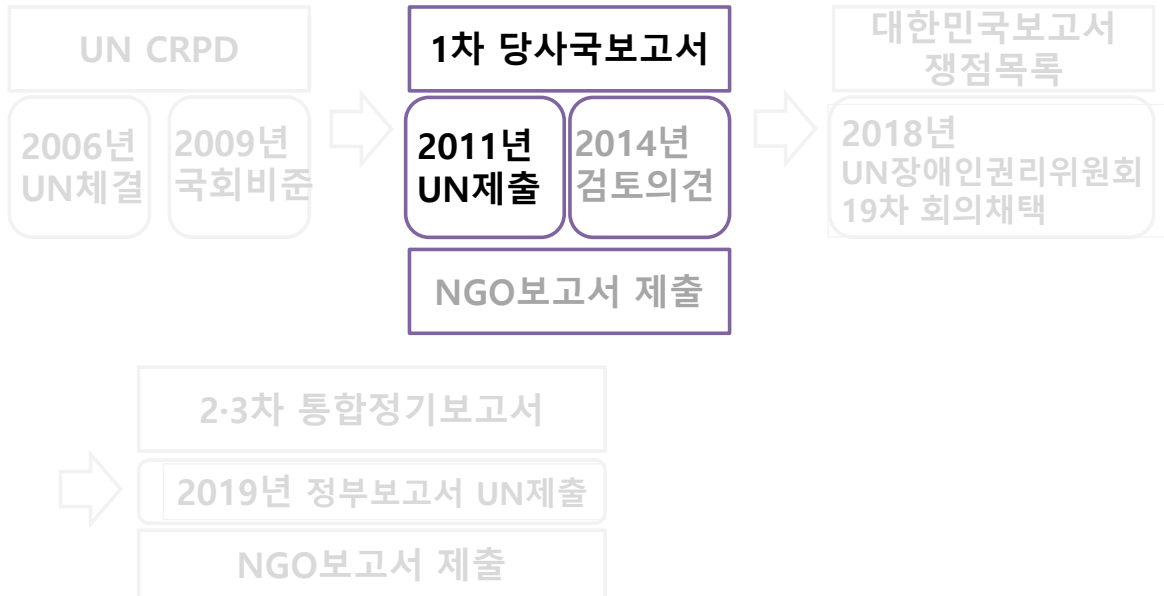 UN CRPD
2006년
UN체결
2009년
국회비준
1차 당사국보고서
2011년
UN제출
2014년
검토의견
NGO보고서 제출
대한민국보고서
쟁점목록
2018년
UN장애인권리위원회
19차 회의채택
2·3차 통합정기보고서
2019년 정부보고서 UN제출
NGO보고서 제출